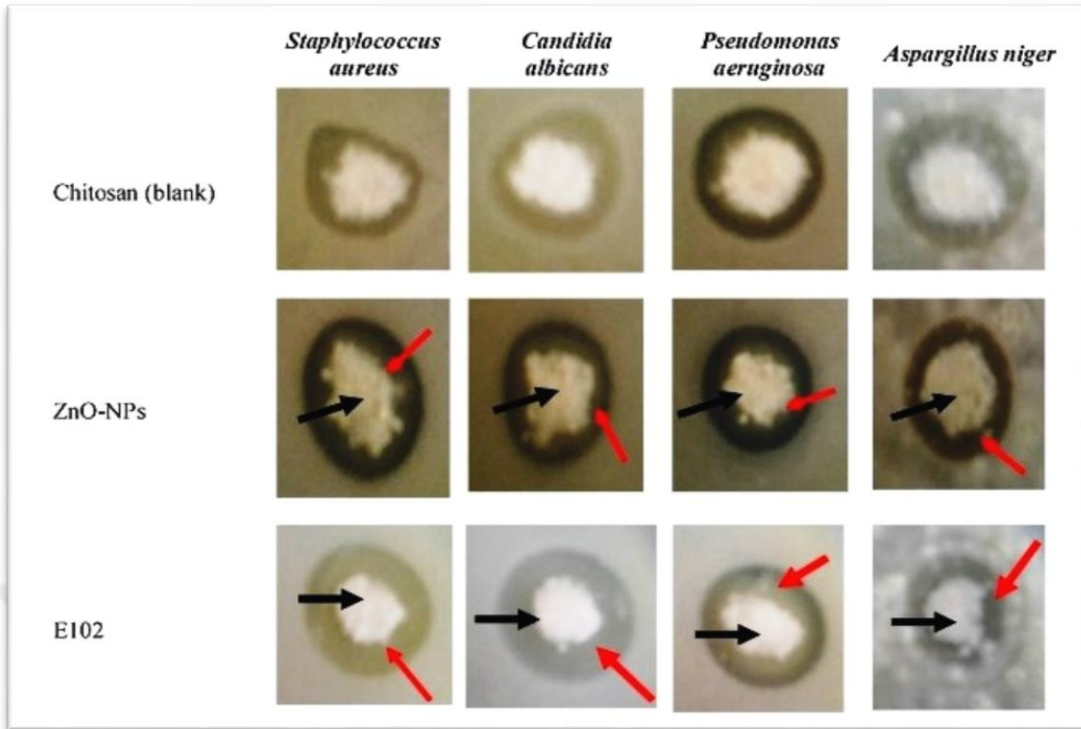 Staphylococcus
aureus
Candidia
albicans
Pseudomonas
aeruginosa
Aspargillus niger
Chitosan (blank)
ZnO-NPs
E102